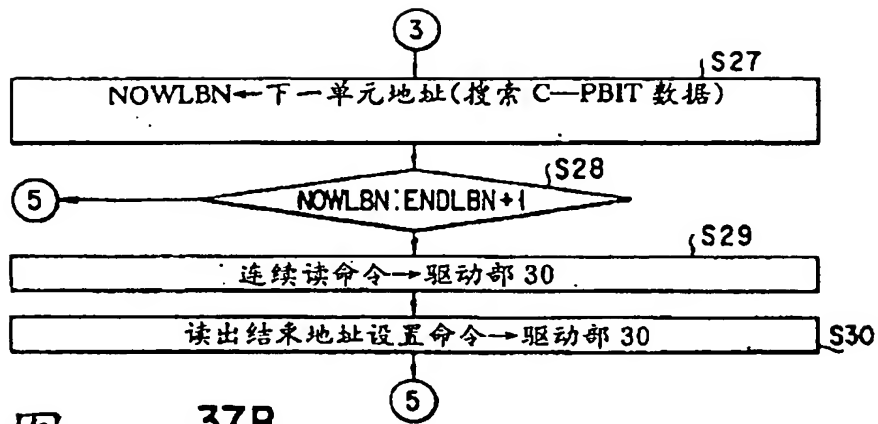 3
S27
NOWLBN←下一单元地址(搜索 C—PBIT 数据)
S28
5
NOWLBN:ENDLBN+1
S29
连续读命令→驱动部 30
读出结束地址设置命令→驱动部 30
S30
5
图 37B